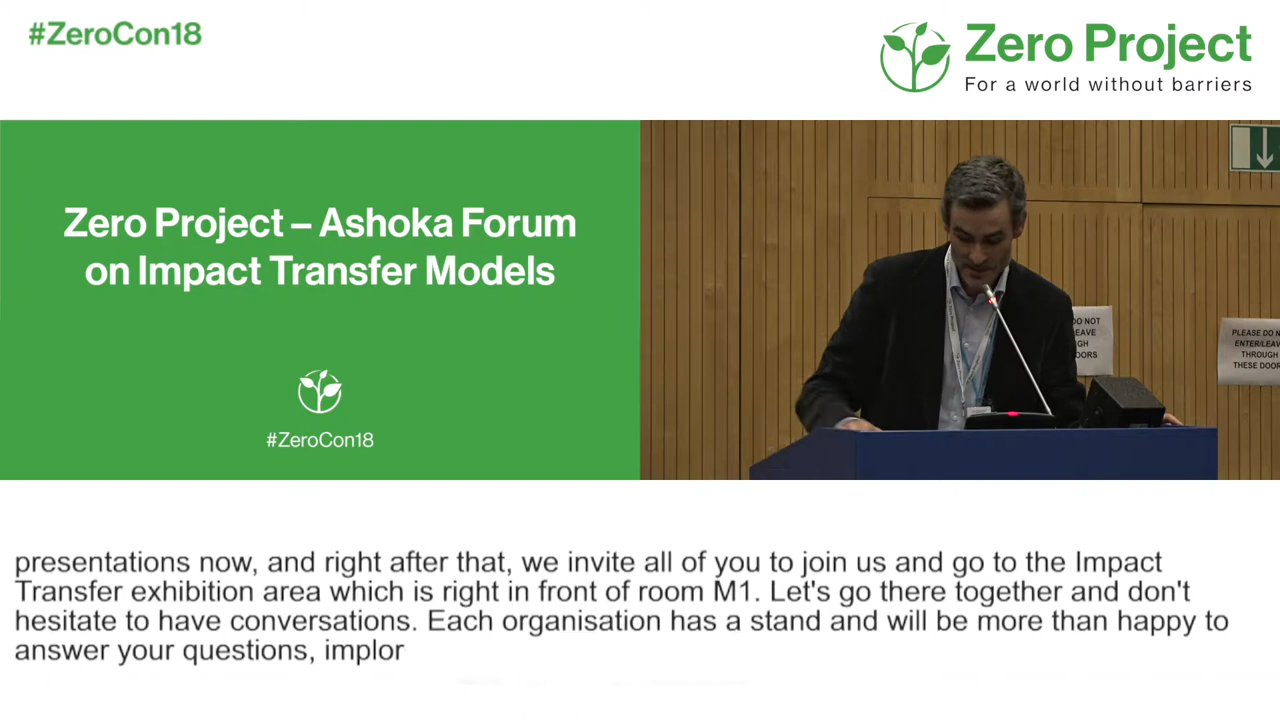 #ZeroCon18
Zero Project
For a world without barriers
Zero Project – Ashoka Forum
on Impact Transfer Models
#ZeroCon18
DO NOT
GH
PLEASE DO
ENTER/LEAVE
THROUGH
THESE
presentations now, and right after that, we invite all of you to join us and go to the Impact
Transfer exhibition area which is right in front of room M1. Let's go there together and don't
hesitate to have conversations. Each organisation has a stand and will be more than happy to
answer your questions, implor